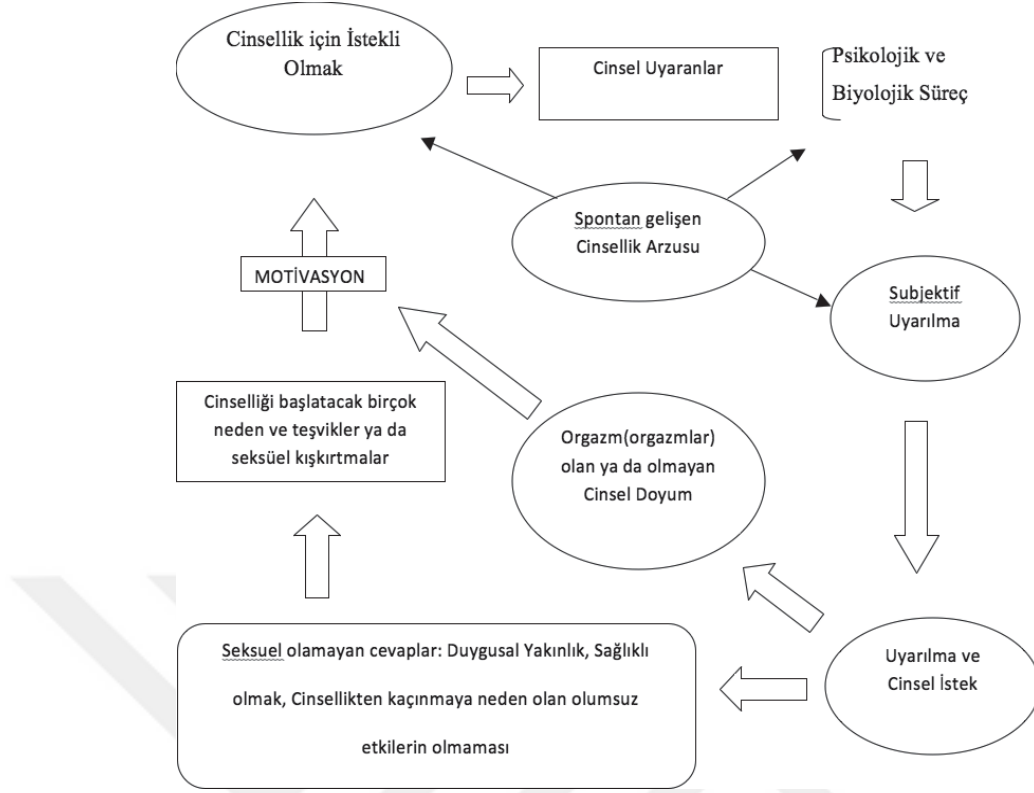 Cinsellik için İstekli
Olmak
Cinsel Uyaranlar
Psikolojik ve
Biyolojik Süreç
Spontan gelişen
Cinsellik Arzusu
MOTİVASYON
Subjektif
Uyarılma
Cinselliği başlatacak birçok
neden ve teşvikler ya da
seksüel kışkırtmalar
Orgazm(orgazmlar)
olan ya da olmayan
Cinsel Doyum
Seksuel olamayan cevaplar: Duygusal Yakınlık, Sağlıklı
olmak, Cinsellikten kaçınmaya neden olan olumsuz
etkilerin olmaması
Uyarılma ve
Cinsel İstek